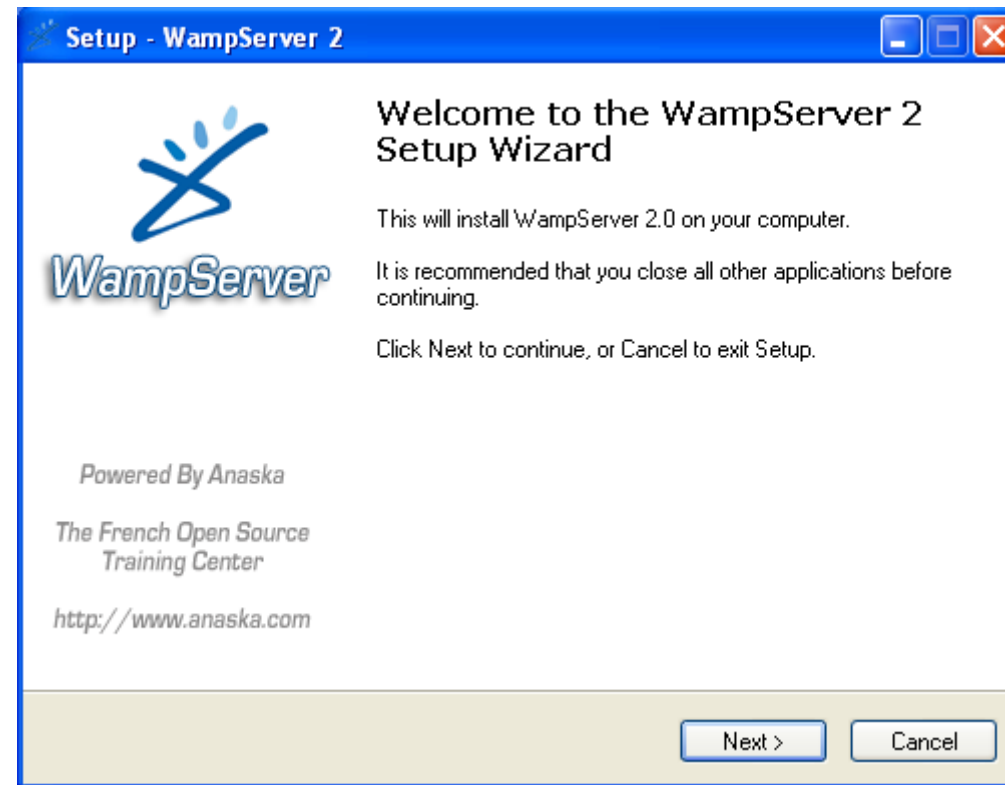 Setup - WampServer 2
WampServer
Powered By Anaska
The French Open Source
Training Center
http://www.anaska.com
Welcome to the WampServer 2
Setup Wizard
This will install WampServer 2.0 on your computer.
It is recommended that you close all other applications before
continuing.
Click Next to continue, or Cancel to exit Setup.
Next >
Cancel